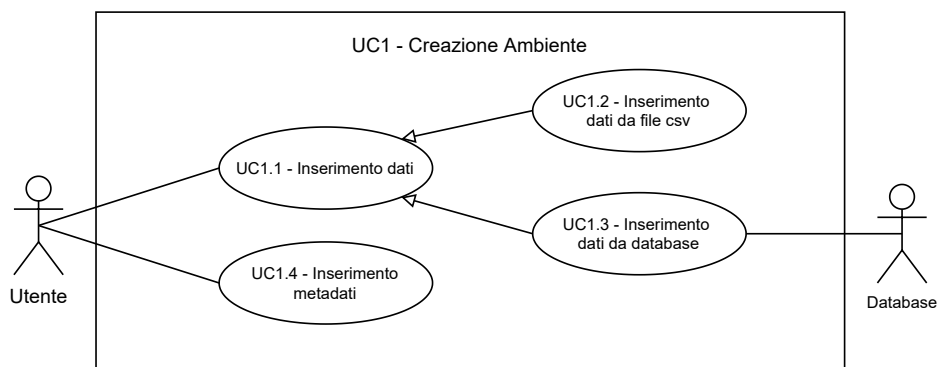 UC1 - Creazione Ambiente
UC1.2 - Inserimento
dati da file csv
UC1.1 - Inserimento dati
UC1.3 - Inserimento
dati da database
UC1.4 - Inserimento
metadati
Utente
Database